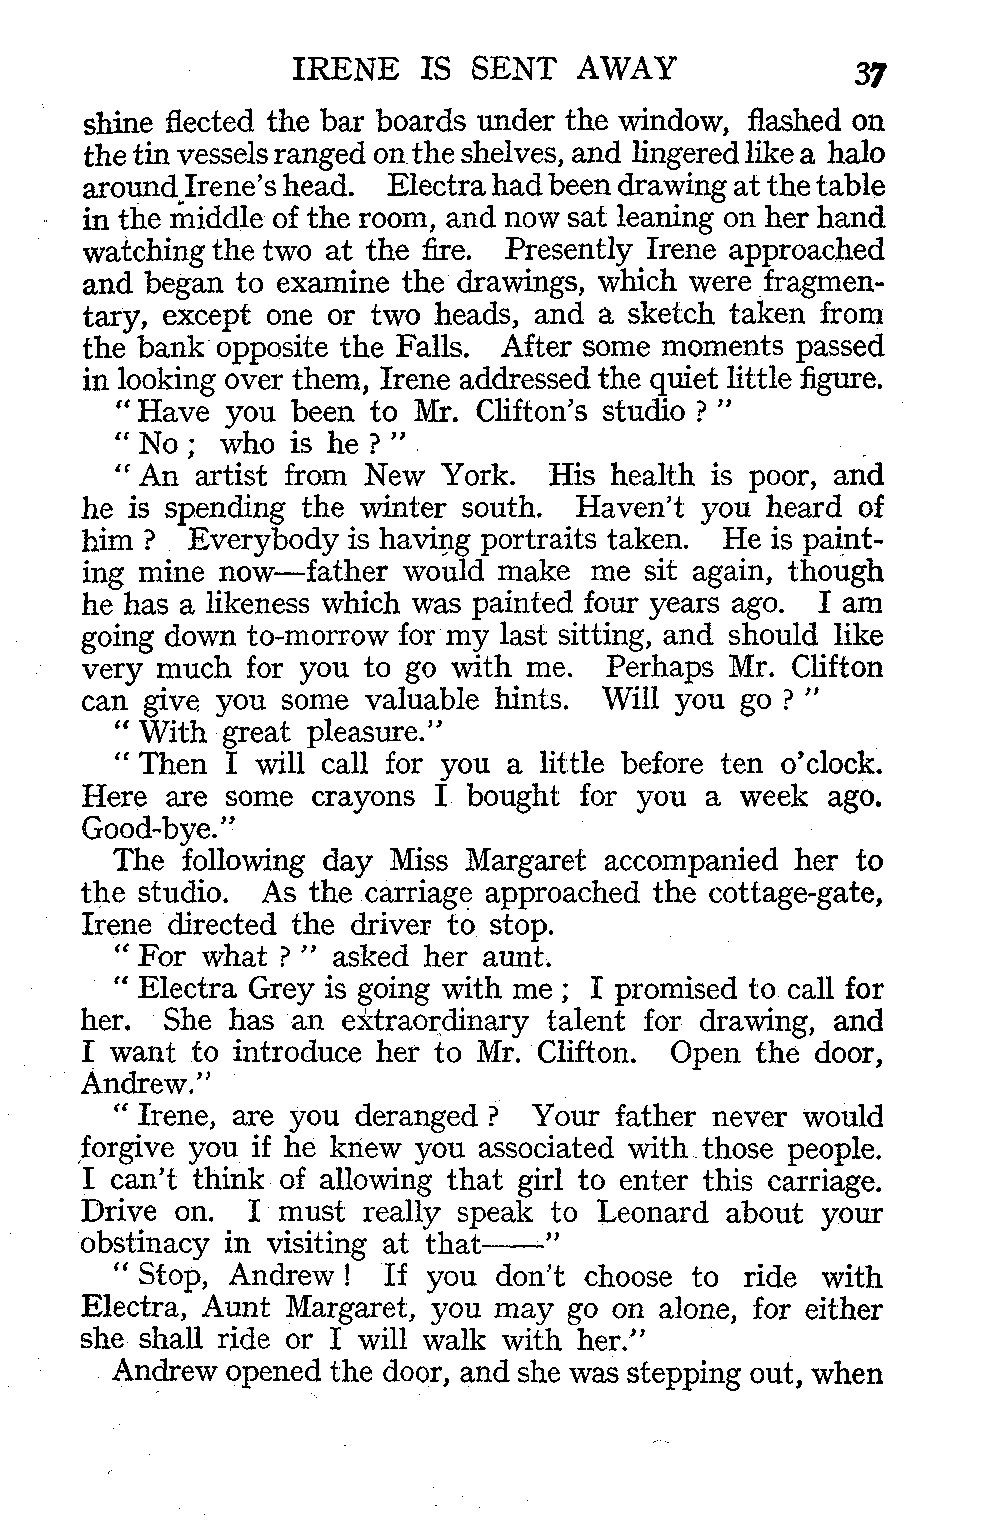 IRENE IS SENT AWAY 37
shine flected the bar boards under the window, flashed on
the tin vessels ranged on the shelves, and lingered like a halo
around Irene's head. Electra had been drawing at the table
in the middle of the room, and now sat leaning on her hand
watching the two at the fire. Presently Irene approached
and began to examine the drawings, which were fragmen-
tary, except one or two heads, and a sketch taken from
the bank opposite the Falls. After some moments passed
in looking over them, Irene addressed the quiet little figure.
"Have you been to Mr. Clifton's studio ? "
" No ; who is he ? "
" An artist from New York. His health is poor, and
he is spending the winter south. Haven't you heard of
him ? Everybody is having portraits taken. He is paint-
ing mine now—father would make me sit again, though
he has a likeness which was painted four years ago. I am
going down to-morrow for my last sitting, and should like
very much for you to go with me. Perhaps Mr. Clifton
can give you some valuable hints. Will you go ? "
" With great pleasure."
" Then I will call for you a little before ten o'clock.
Here are some crayons I bought for you a week ago.
Good-bye."
The following day Miss Margaret accompanied her to
the studio. As the carriage approached the cottage-gate,
Irene directed the driver to stop.
" For what ? " asked her aunt.
" Electra Grey is going with me ; I promised to call for
her. She has an extraordinary talent for drawing, and
I want to introduce her to Mr. Clifton. Open the door,
Andrew."
" Irene, are you deranged ? Your father never would
forgive you if he knew you associated with those people.
I can't think of allowing that girl to enter this carriage.
Drive on. I must really speak to Leonard about your
obstinacy in visiting at that——"
" Stop, Andrew ! If you don't choose to ride with
Electra, Aunt Margaret, you may go on alone, for either
she shall ride or I will walk with her."
Andrew opened the door, and she was stepping out, when